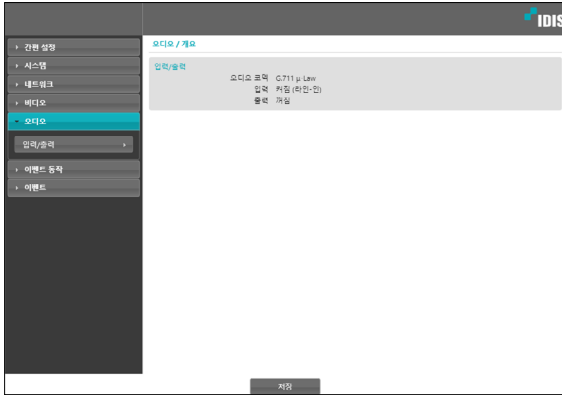 IDIS
간편 설정
시스템
네트워크
비디오
오디오
입력/출력
이벤트 동작
이벤트
오디오 / 개요
입력/출력
오디오 코덱 G.711 μ Law
입력 켜짐 (라인-인)
출력 꺼짐
저장